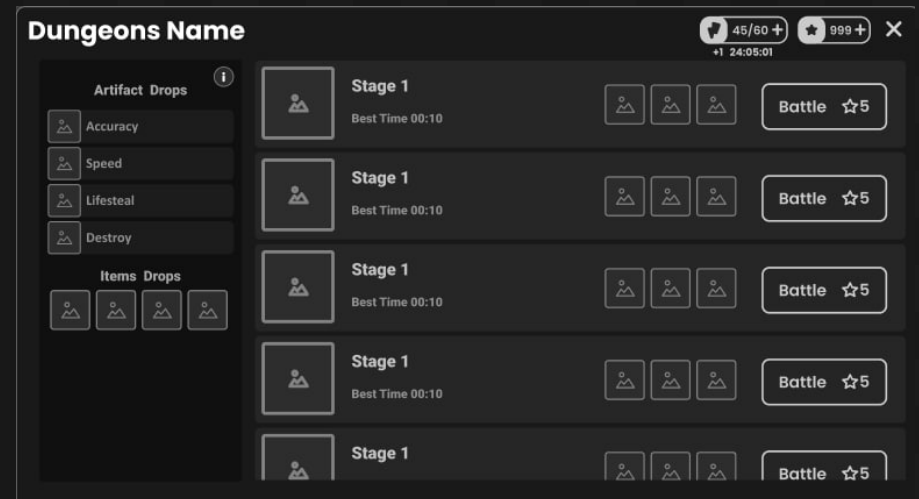 Dungeons Name
45/60 +
999 +
+1 24:05:01
Artifact Drops
i
Accuracy
Speed
Lifesteal
Destroy
Items Drops
Stage 1
Best Time 00:10
Battle ☆5
Stage 1
Best Time 00:10
Battle ☆5
Stage 1
Best Time 00:10
Battle ☆5
Stage 1
Best Time 00:10
Battle ☆5
Stage 1
Battle ☆5